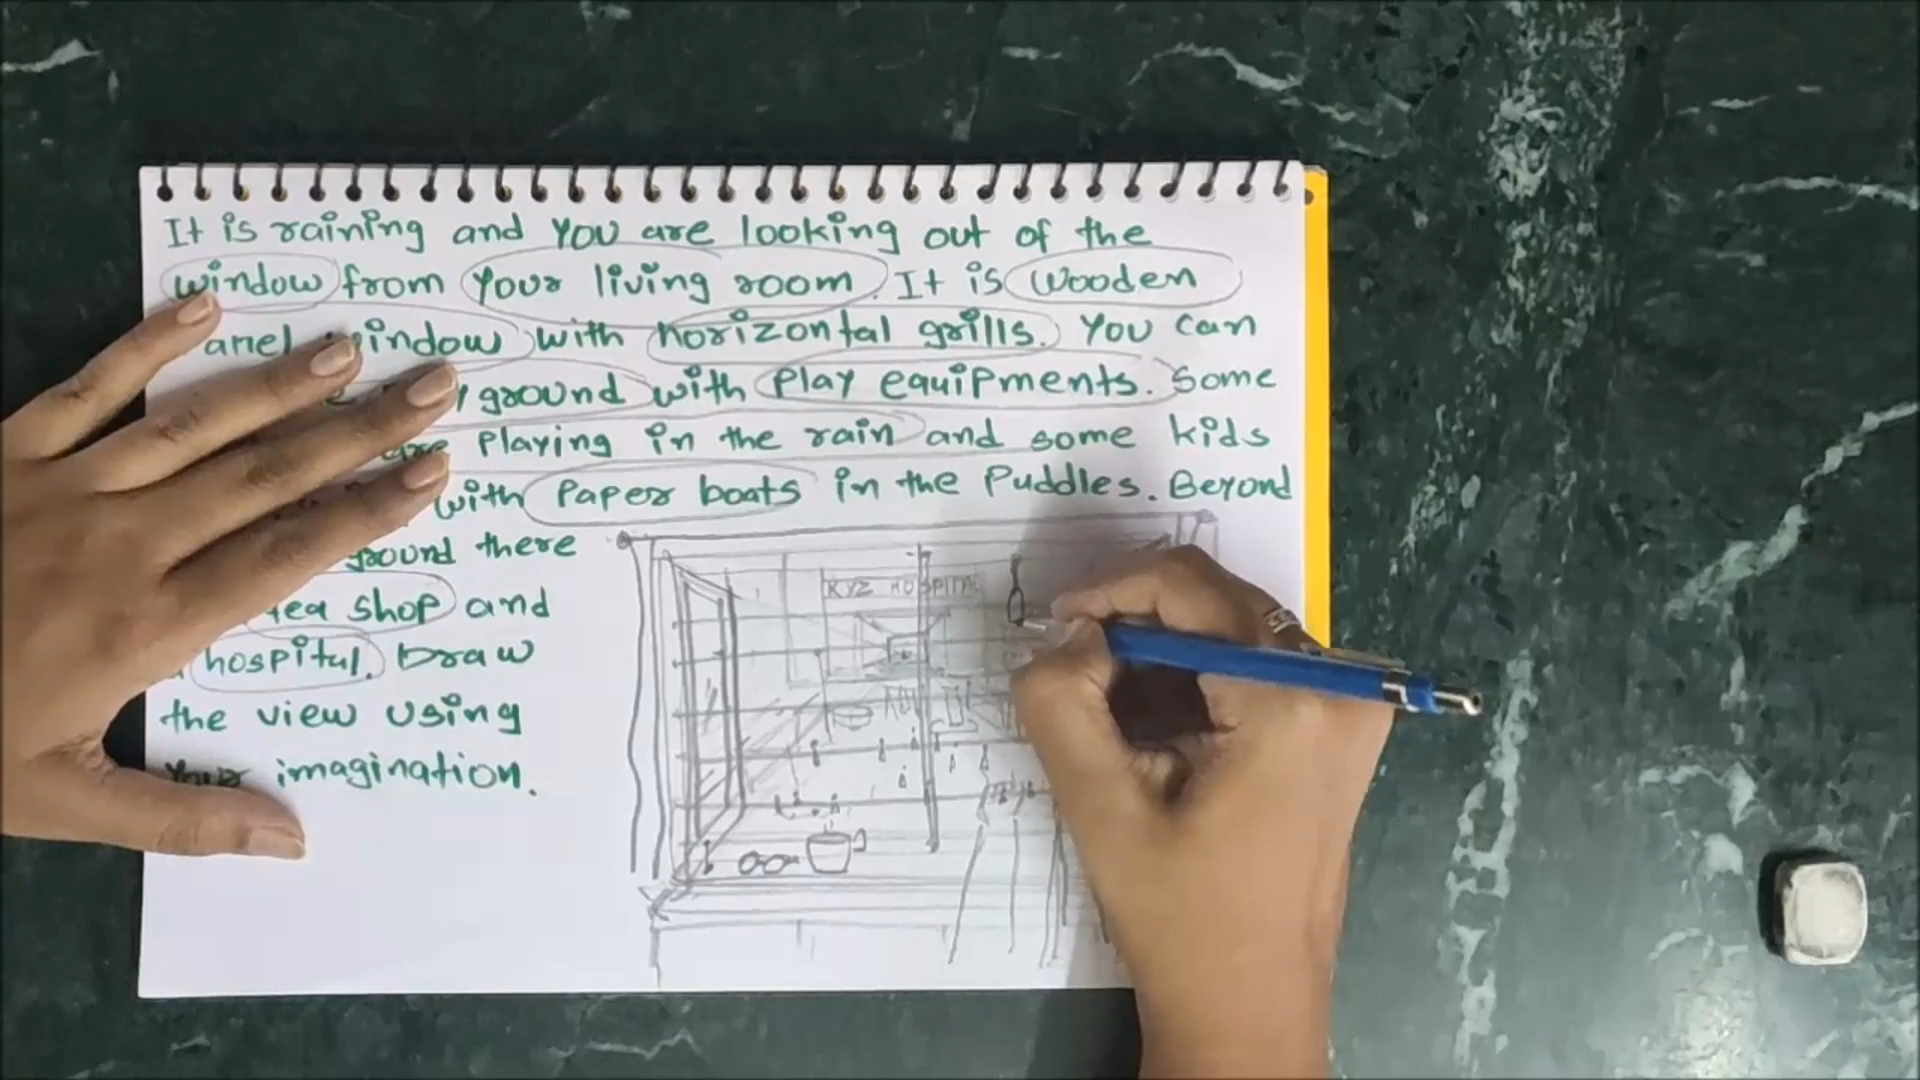 It is raining and you are looking out of the
window from your living room. It is wooden
window with horizontal grills. You can
ground with play equipments. Some
are playing in the rain and some kids
with paper boats in the puddles. Beyond
there
tea shop and
hospital. Draw
the view using
your imagination.
XYZ HOSPITAL